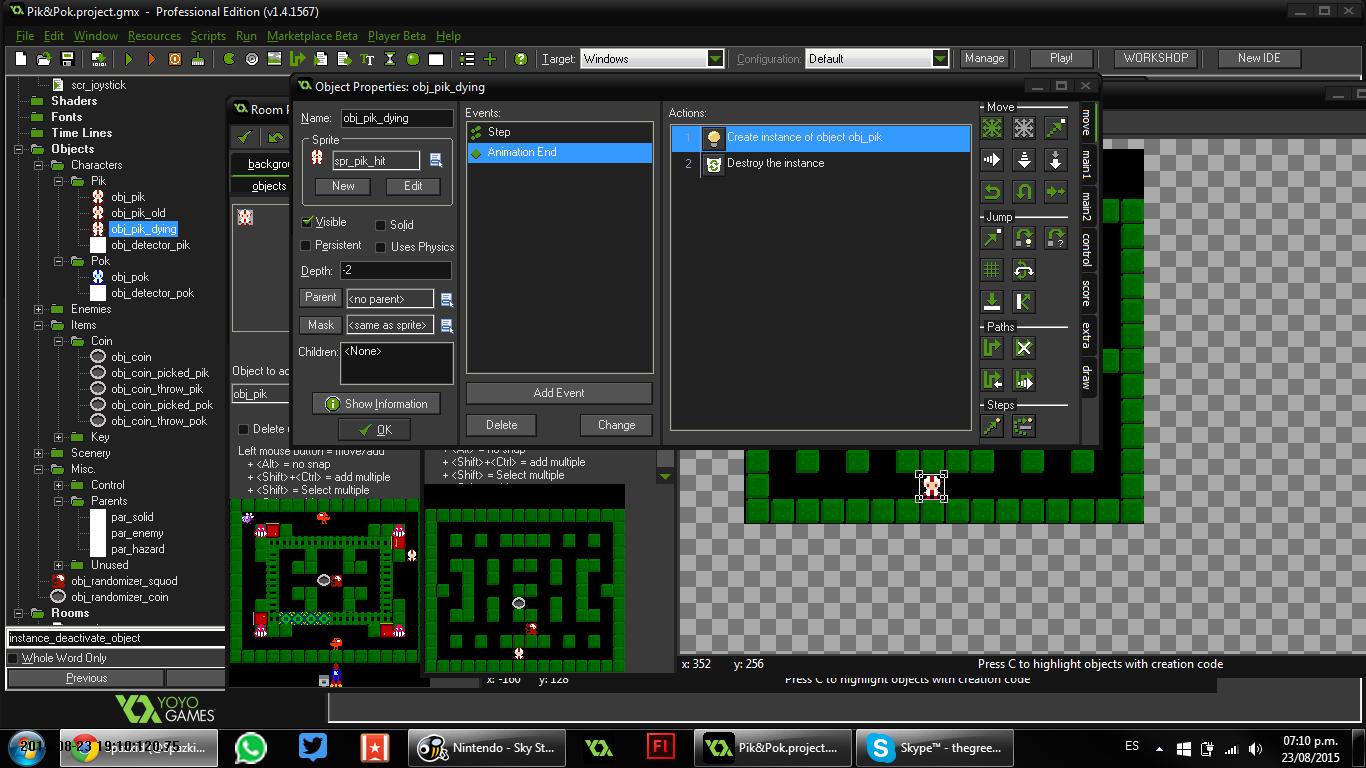 Pik&Pok.project.gmx - Professional Edition (v1.4.1567)
File Edit Window Resources Scripts Run Marketplace Beta Player Beta Help
Target: Windows Configuration: Default Manage Play! WORKSHOP New IDE
scr_joystick
Shaders
Fonts
Time Lines
Objects
Characters
Pik
obj_pik
obj_pik_old
obj_pik_dying
obj_detector_pik
Pok
obj_pok
obj_detector_pok
Enemies
Items
Coin
obj_coin
obj_coin_picked_pik
obj_coin_throw_pik
obj_coin_picked_pok
obj_coin_throw_pok
Key
Scenery
Misc.
Control
Parents
par_solid
par_enemy
par_hazard
Unused
obj_randomizer_squod
obj_randomizer_coin
Rooms
instance_deactivate_object
Whole Word Only
Previous
YOYO
GAMES
Room P
backgrou
objects
Object to ad
obj_pik
Delete u
Left mouse button = move/add
+ <Alt> = no snap
+ <Shift>+<Ctrl> = add multiple
+ <Shift> = Select multiple
Object Properties: obj_pik_dying
Name: obj_pik_dying
Sprite
spr_pik_hit
New Edit
Visible Solid
Persistent Uses Physics
Depth: -2
Parent <no parent>
Mask <same as sprite>
Children: <None>
Show Information
OK
Events:
Step
Animation End
Add Event
Delete Change
Actions:
1 Create instance of object obj_pik
2 Destroy the instance
Move
Jump
Paths
Steps
move
main1
main2
control
score
extra
draw
+ <Alt> = no snap
+ <Shift>+<Ctrl> = add multiple
+ <Shift> = Select multiple
x: 352 y: 256 Press C to highlight objects with creation code
x: -160 y: 128 Press C to highlight objects with creation code
Nintendo - Sky St...
Pik&Pok.project....
Skype™ - thegree...
ES
07:10 p.m.
23/08/2015